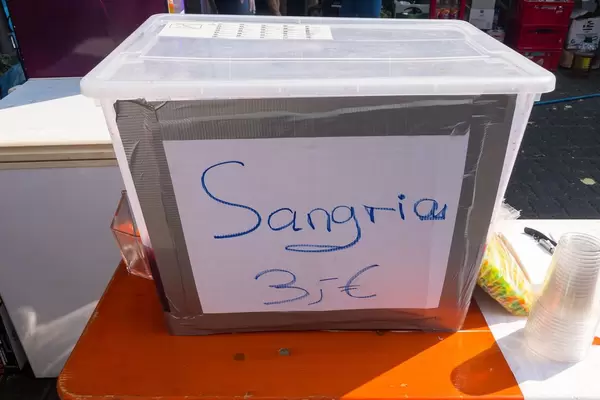 Sangria
3,- €